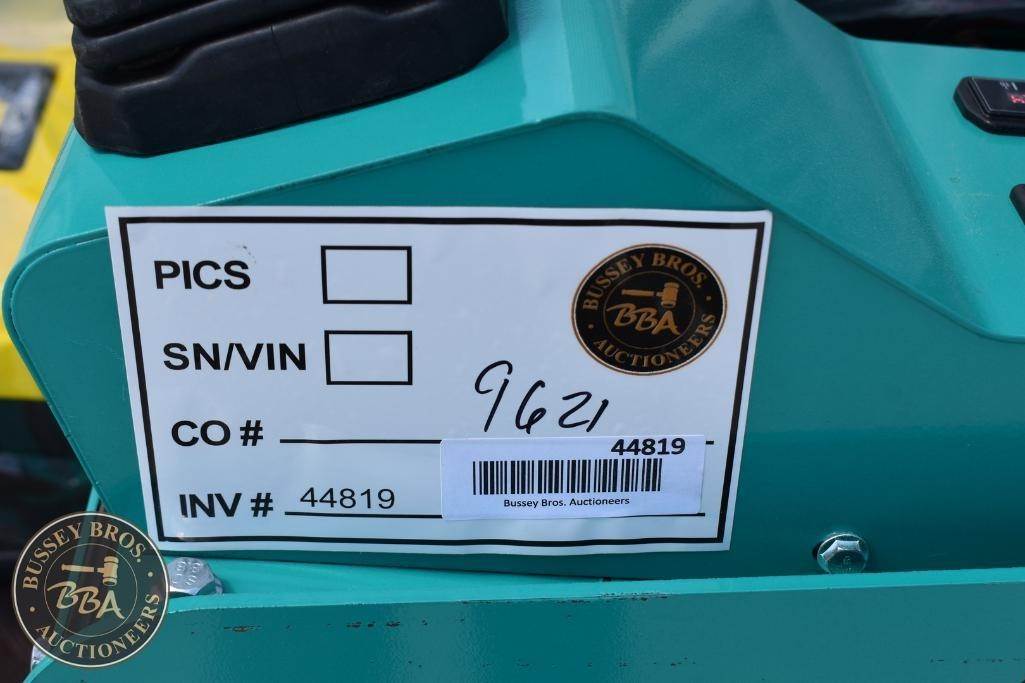 PICS
SN/VIN
CO # 9621
INV # 44819
BUSSEY BROS.
BBA
AUCTIONEERS
44819
Bussey Bros. Auctioneers
BUSSEY BROS.
BBA
AUCTIONEERS